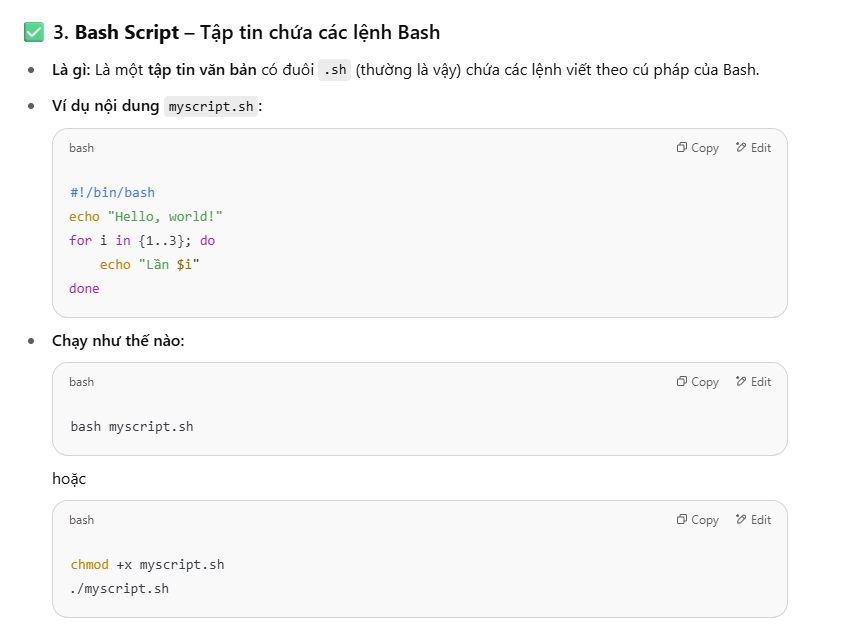 ✅ 3. Bash Script – Tập tin chứa các lệnh Bash
• Là gì: Là một tập tin văn bản có đuôi .sh (thường là vậy) chứa các lệnh viết theo cú pháp của Bash.
• Ví dụ nội dung myscript.sh:
bash Copy Edit
#!/bin/bash
echo "Hello, world!"
for i in {1..3}; do
    echo "Lần $i"
done
• Chạy như thế nào:
bash Copy Edit
bash myscript.sh
hoặc
bash Copy Edit
chmod +x myscript.sh
./myscript.sh